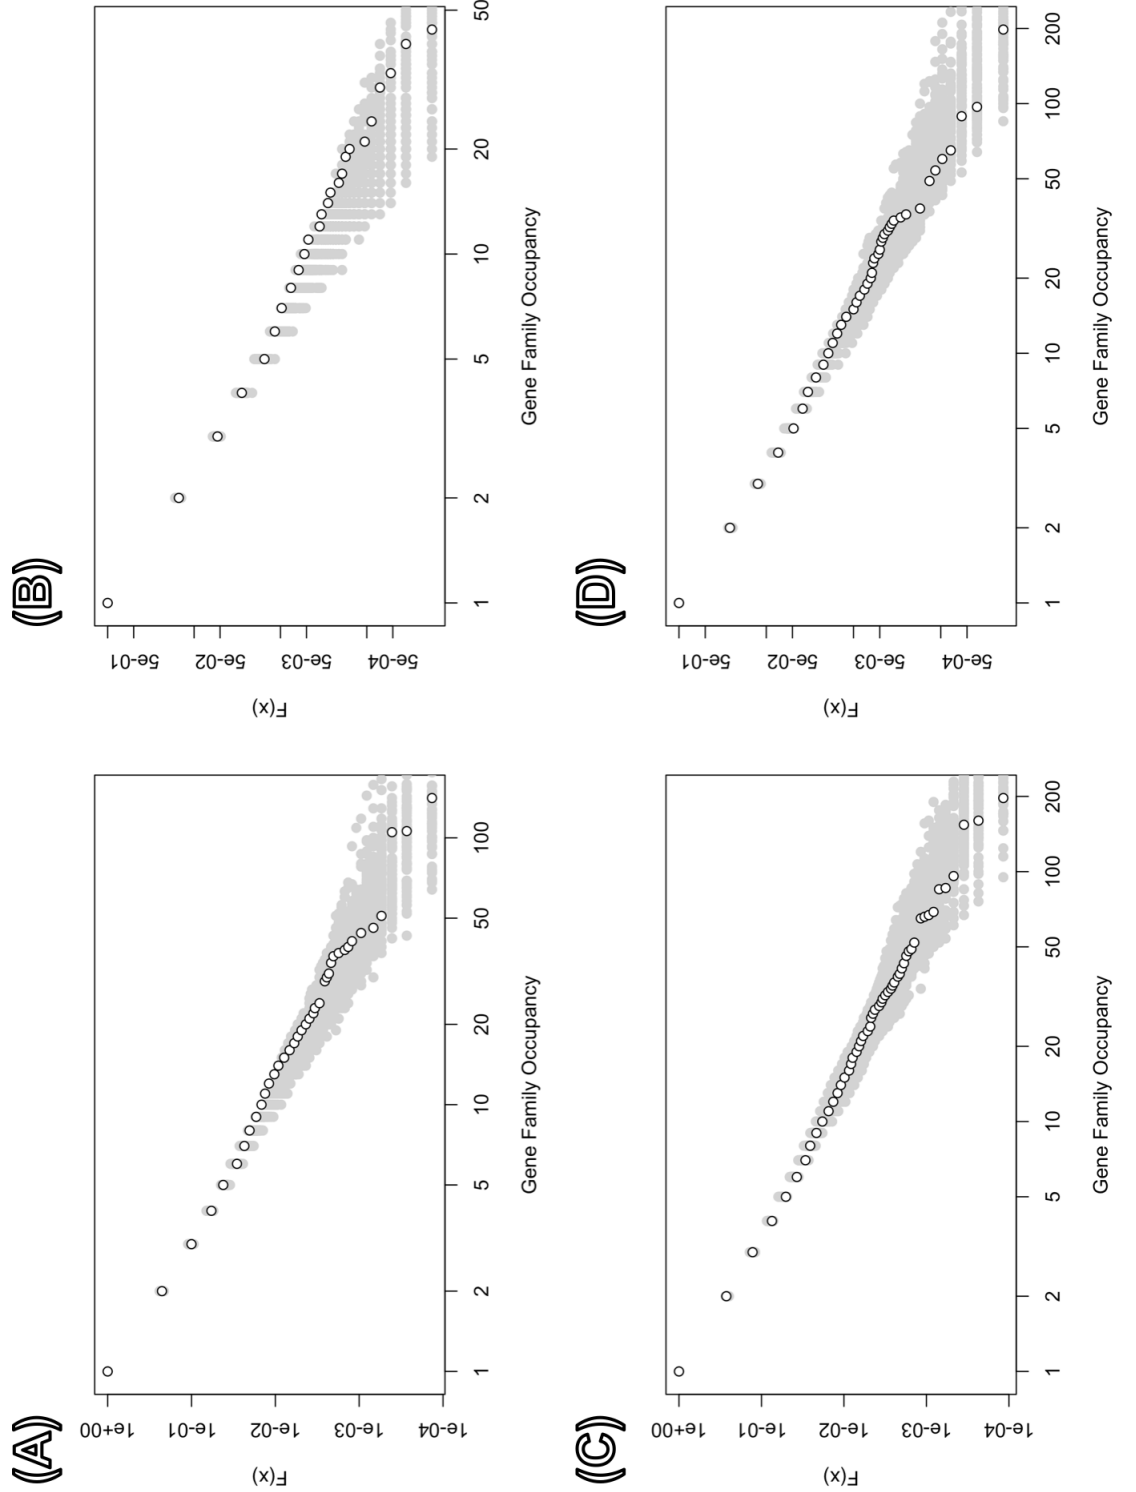 (A)
F(x)
1e+00
1e-01
1e-02
1e-03
1e-04
1 2 5 10 20 50 100
Gene Family Occupancy
(B)
F(x)
5e-01
5e-02
5e-03
5e-04
1 2 5 10 20 50
Gene Family Occupancy
(C)
F(x)
1e+00
1e-01
1e-02
1e-03
1e-04
1 2 5 10 20 50 100 200
Gene Family Occupancy
(D)
F(x)
5e-01
5e-02
5e-03
5e-04
1 2 5 10 20 50 100 200
Gene Family Occupancy